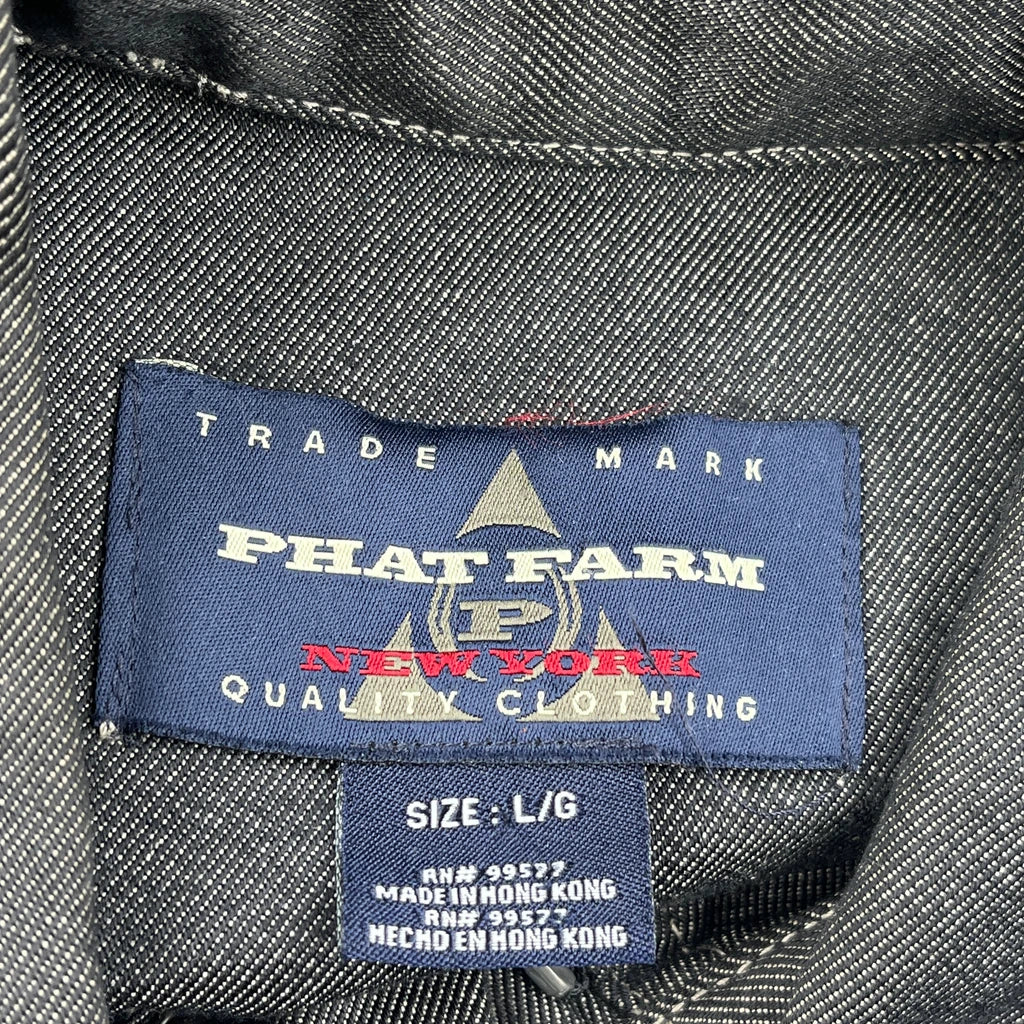 TRADE MARK
PHAT FARM
P
NEW YORK
QUALITY CLOTHING
SIZE : L/G
RN# 99577
MADE IN HONG KONG
RN# 99577
HECHO EN HONG KONG